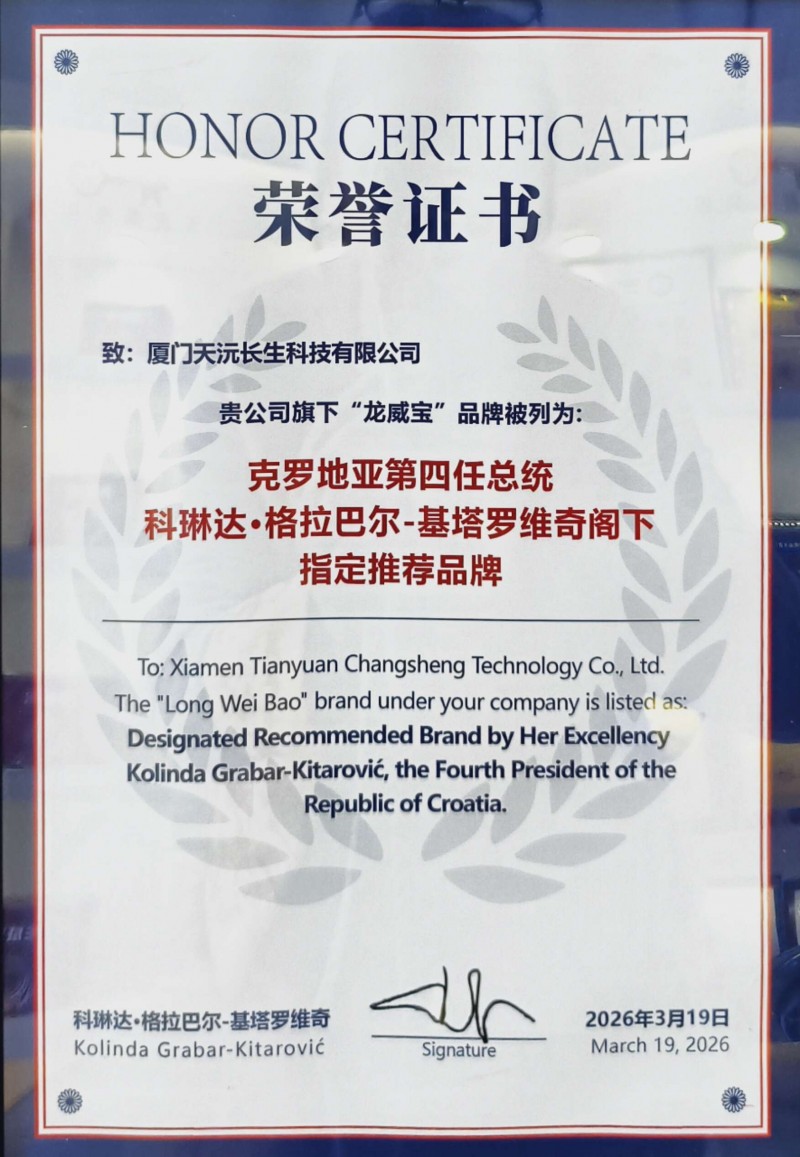 HONOR CERTIFICATE
荣誉证书
致：厦门天沅长生科技有限公司
贵公司旗下“龙威宝”品牌被列为：
克罗地亚第四任总统
科琳达•格拉巴尔-基塔罗维奇阁下
指定推荐品牌
To: Xiamen Tianyuan Changsheng Technology Co., Ltd.
The "Long Wei Bao" brand under your company is listed as:
Designated Recommended Brand by Her Excellency
Kolinda Grabar-Kitarović, the Fourth President of the
Republic of Croatia.
科琳达•格拉巴尔-基塔罗维奇
Kolinda Grabar-Kitarović
Signature
2026年3月19日
March 19, 2026